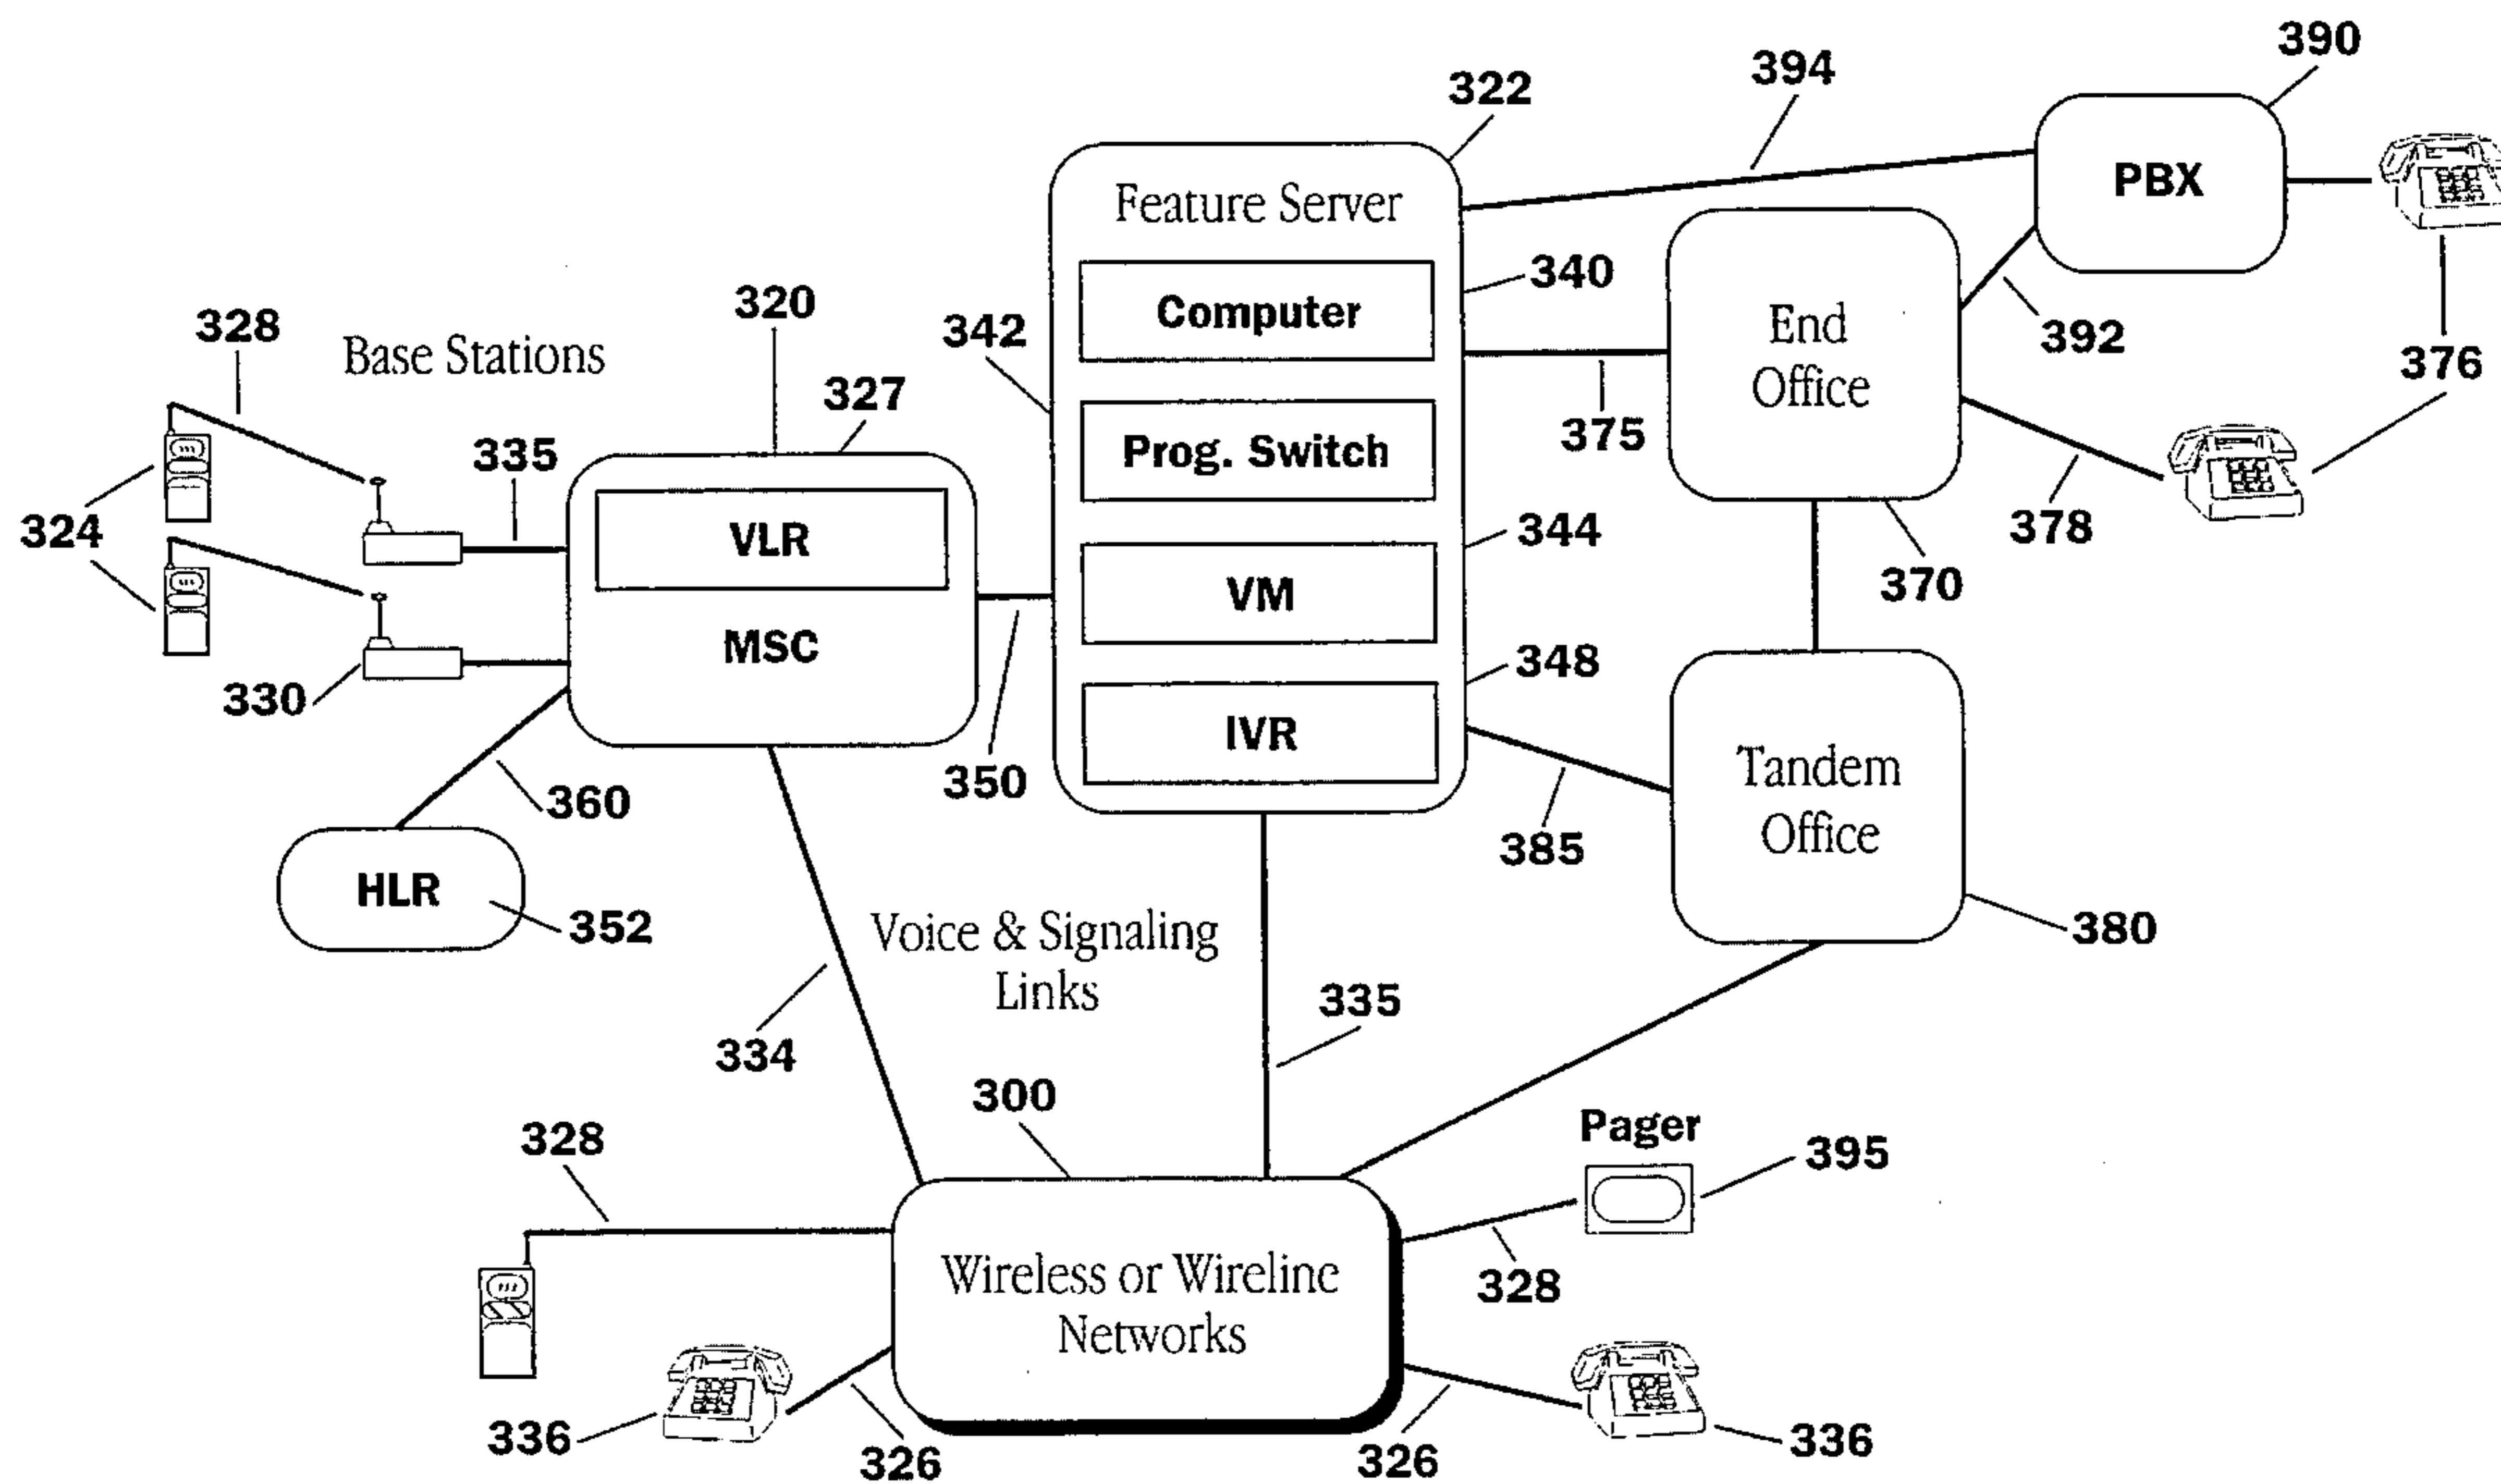 390
394
322
PBX
Feature Server
340
Computer
End
Office
392
376
328
Base Stations
320
342
327
375
Prog. Switch
335
324
VLR
344
378
370
VM
MSC
348
330
IVR
350
360
Tandem
Office
385
HLR
352
380
Voice & Signaling
Links
334
335
300
Pager
395
328
Wireless or Wireline
Networks
328
336
326
326
336